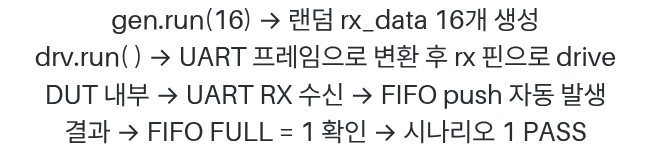 gen.run(16) → 랜덤 rx_data 16개 생성
drv.run( ) → UART 프레임으로 변환 후 rx 핀으로 drive
DUT 내부 → UART RX 수신 → FIFO push 자동 발생
결과 → FIFO FULL = 1 확인 → 시나리오 1 PASS